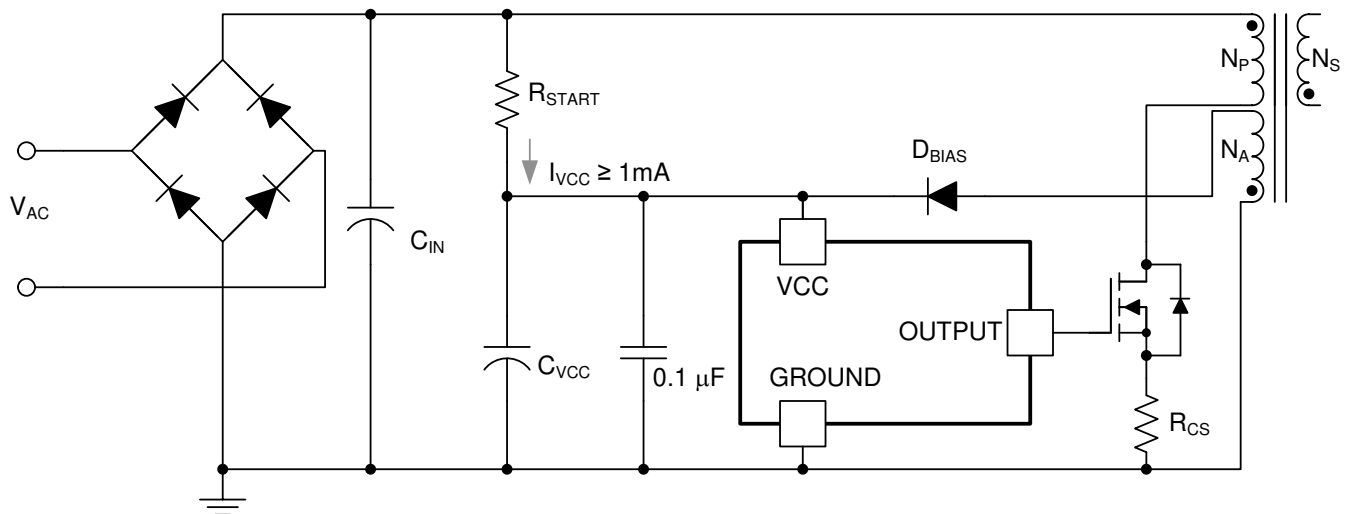 N_P
N_S
R_START
D_BIAS
N_A
I_VCC ≥ 1mA
V_AC
C_IN
VCC
OUTPUT
C_VCC
0.1 μF
GROUND
R_CS